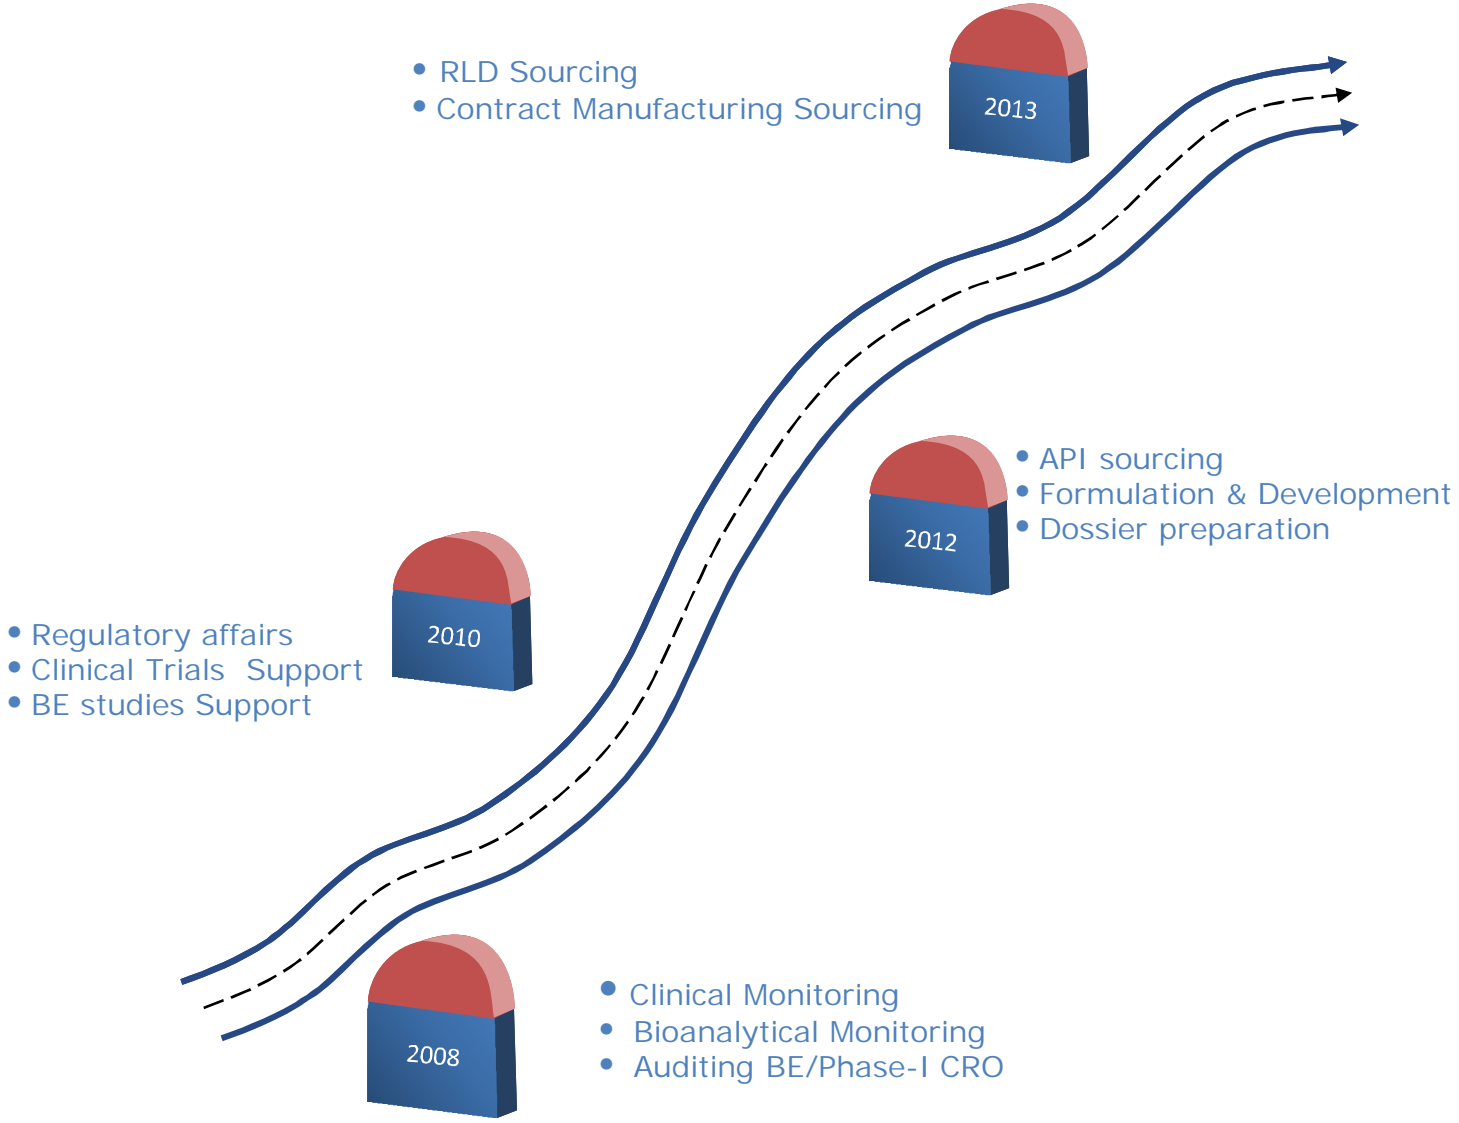 • RLD Sourcing
• Contract Manufacturing Sourcing
2013
• API sourcing
• Formulation & Development
• Dossier preparation
2012
2010
• Regulatory affairs
• Clinical Trials  Support
• BE studies Support
• Clinical Monitoring
• Bioanalytical Monitoring
• Auditing BE/Phase-I CRO
2008